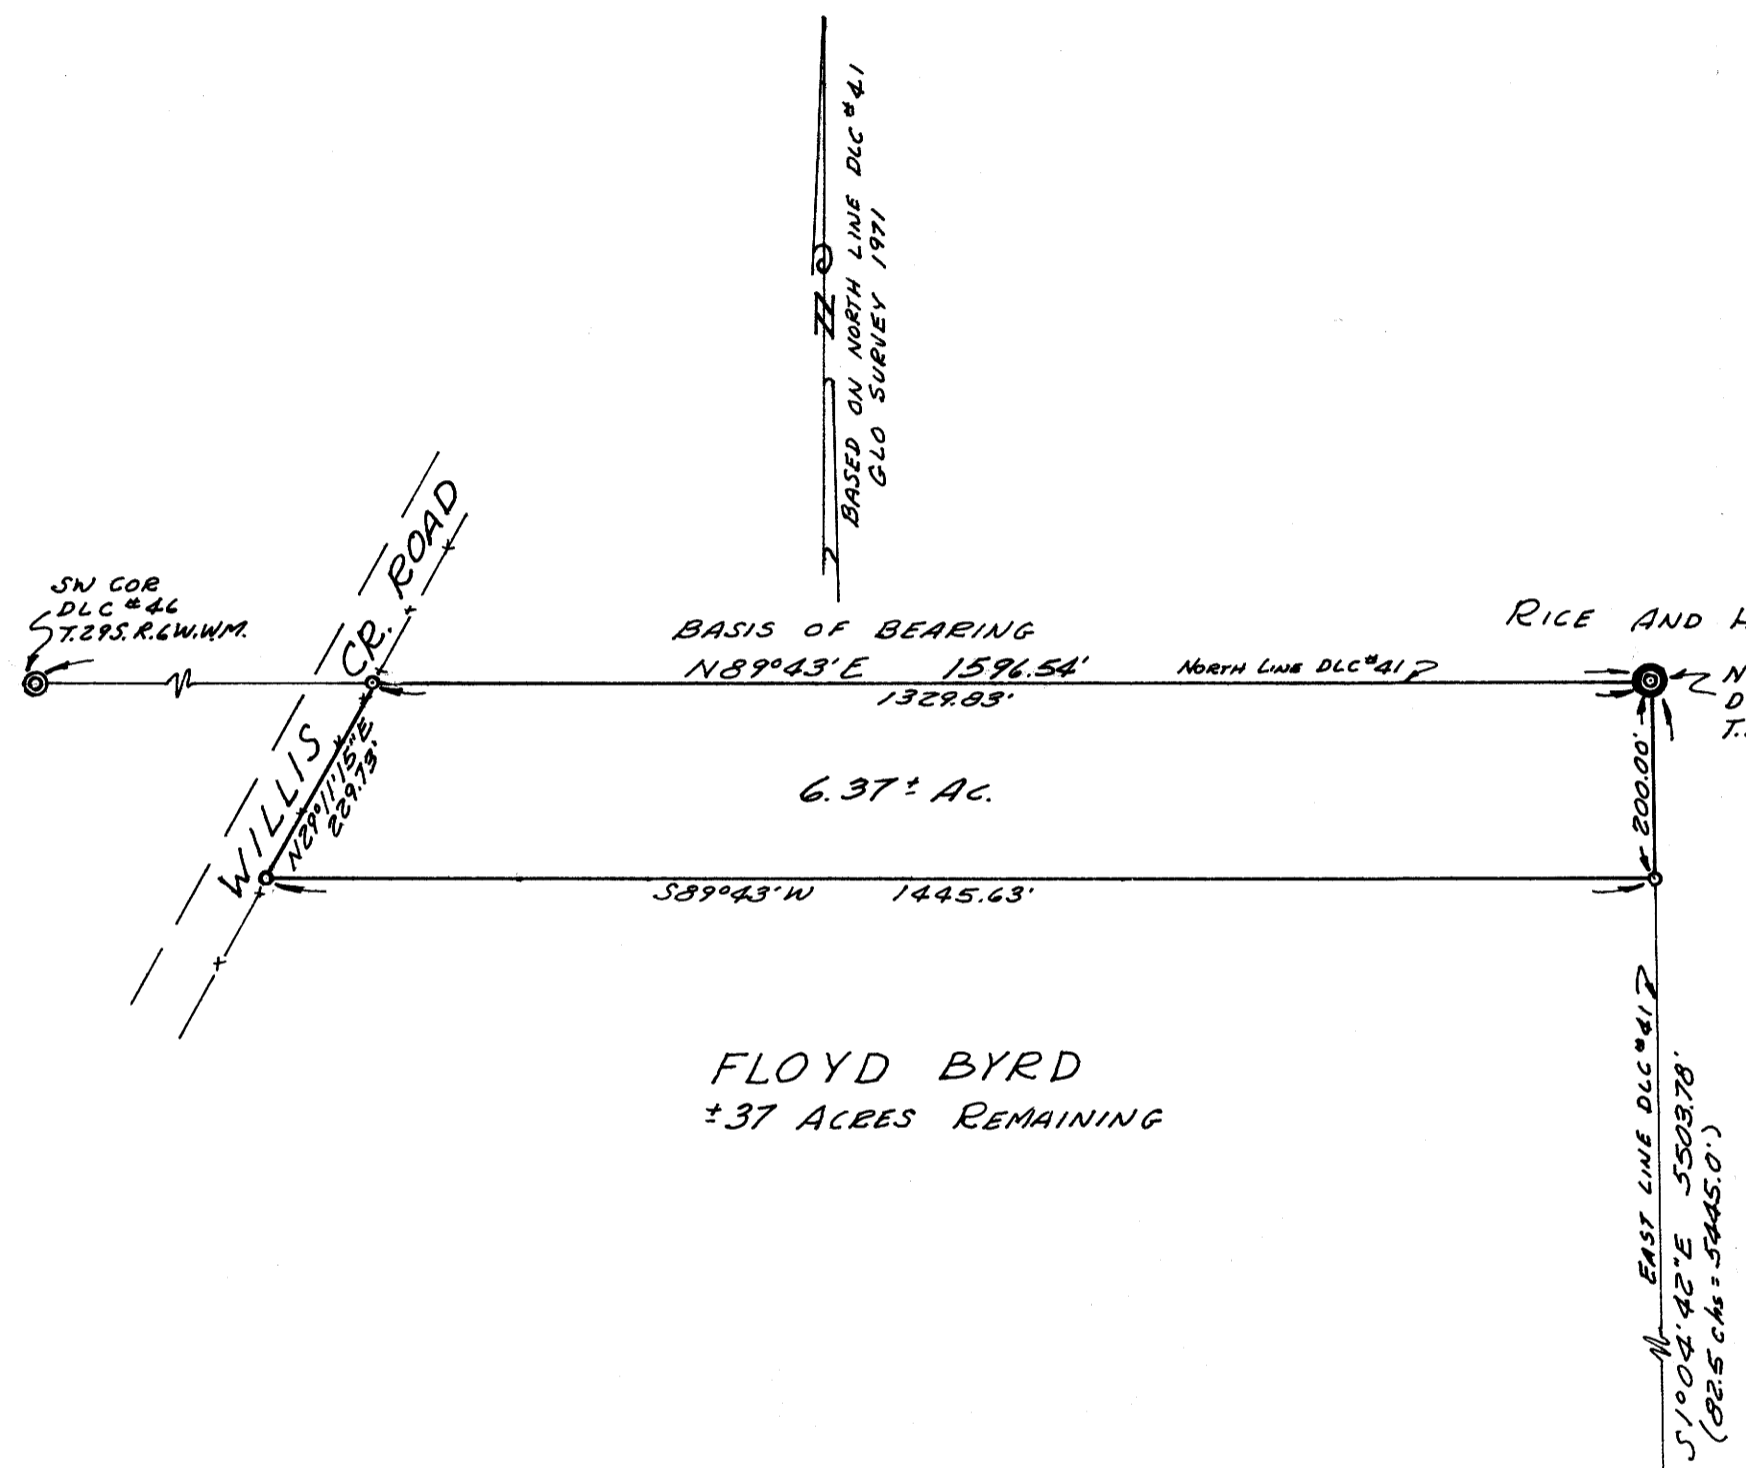 BASED ON NORTH LINE DLC #41
GLO SURVEY 1971
N
WILLIS CR. ROAD
SW COR
DLC #46
T.29S.R.6W.WM.
BASIS OF BEARING
N89°43'E 1596.54'
NORTH LINE DLC #41
1329.83'
RICE AND H
N
D
T.
N29°11'15"E
229.73'
6.37± AC.
200.00'
S89°43'W 1445.63'
FLOYD BYRD
±37 ACRES REMAINING
EAST LINE DLC #41
S1°04'42"E 5503.78'
(82.5 chs = 5445.0')